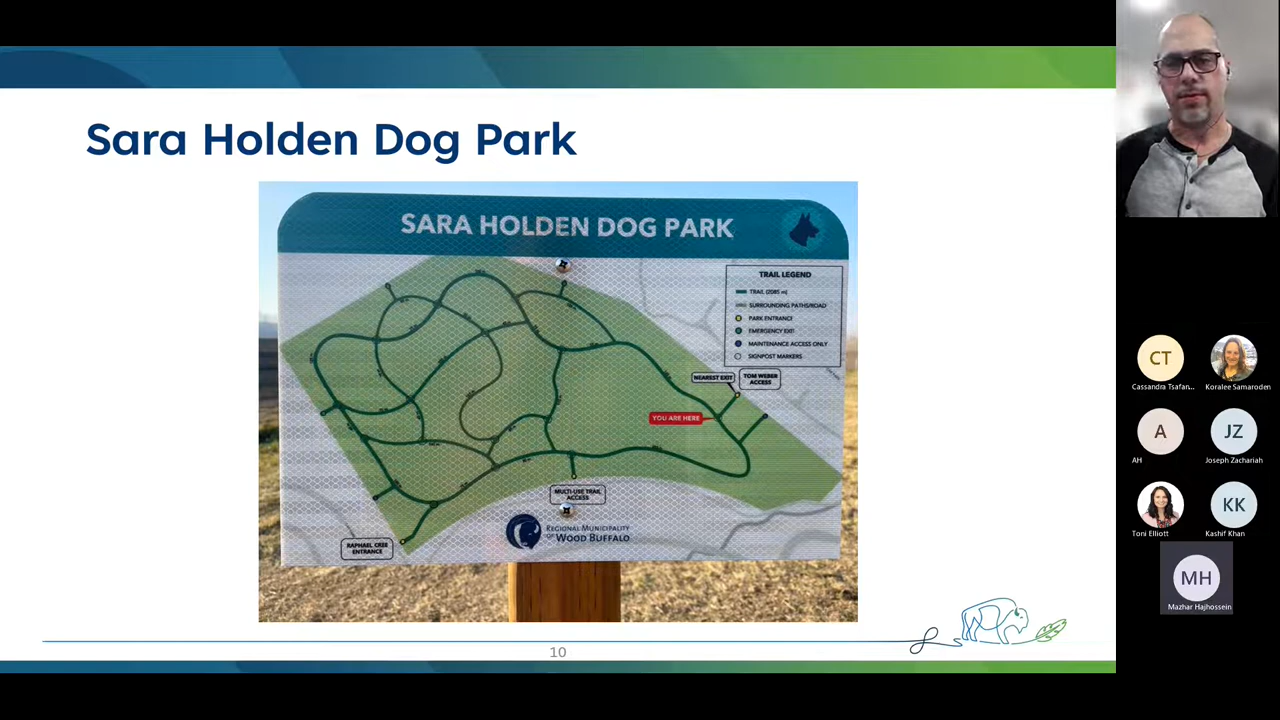 Sara Holden Dog Park
SARA HOLDEN DOG PARK
TRAIL LEGEND
TRAIL (2085 m)
SURROUNDING PATHS/ROAD
PARK ENTRANCE
EMERGENCY EXIT
MAINTENANCE ACCESS ONLY
SIGNPOST MARKERS
NEAREST EXIT
TOM WEBER
ACCESS
YOU ARE HERE
MULTI-USE TRAIL
ACCESS
REGIONAL MUNICIPALITY
OF WOOD BUFFALO
RAPHAEL CREE
ENTRANCE
10
CT
Cassandra Tsafan...
Koralee Samaroden
A
AH
JZ
Joseph Zachariah
Toni Elliott
KK
Kashif Khan
MH
Mazhar Hajhossein